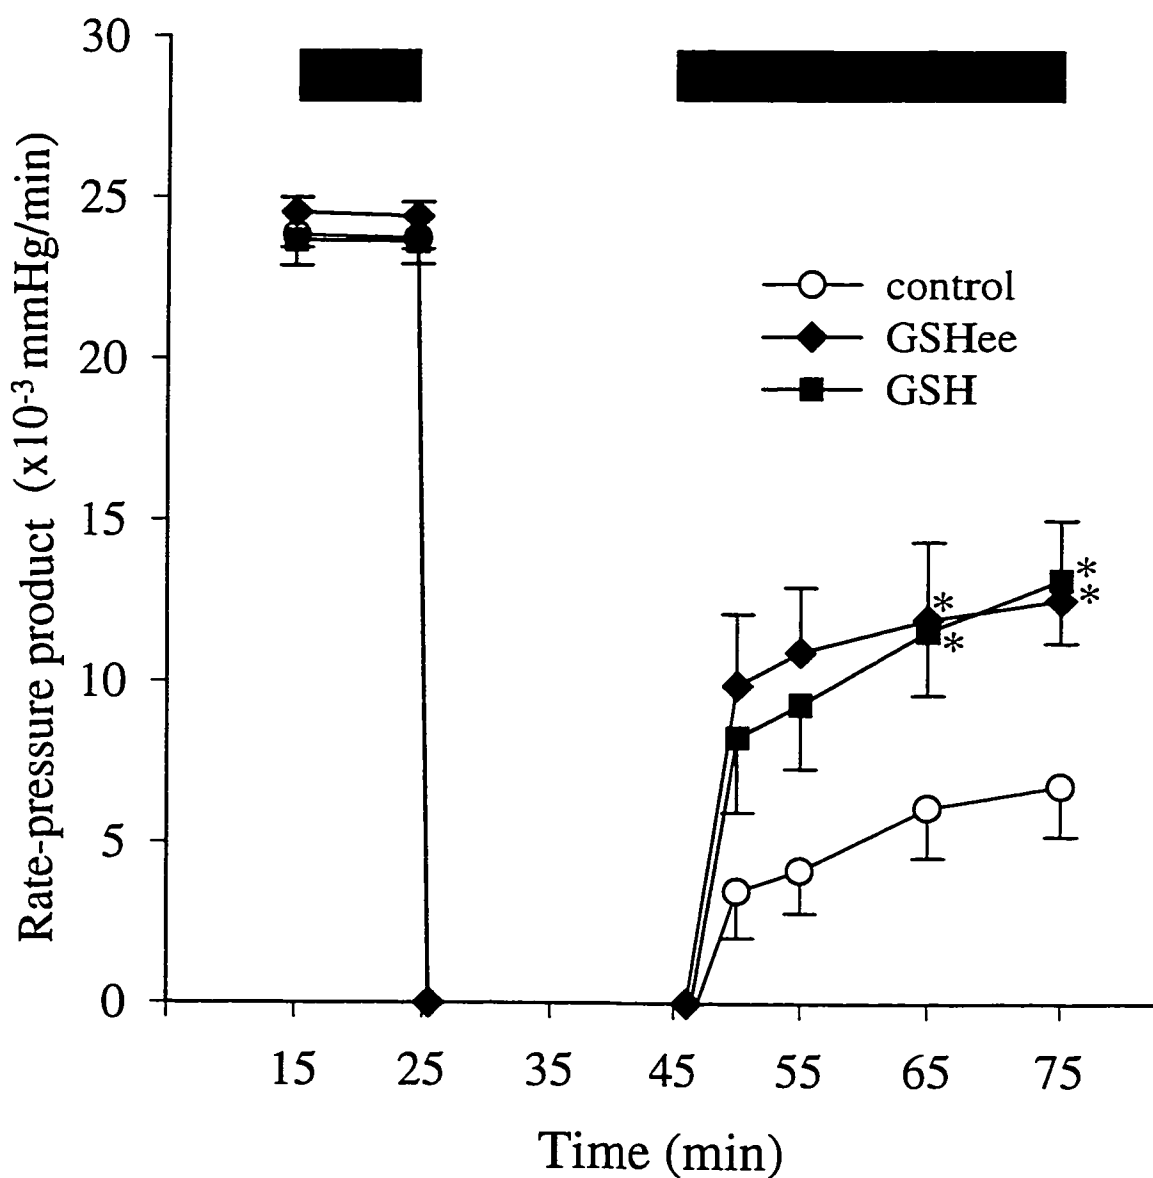 Rate-pressure product (x10⁻³ mmHg/min)
30
25
20
15
10
5
0
control
GSHee
GSH
*
*
*
*
15 25 35 45 55 65 75
Time (min)